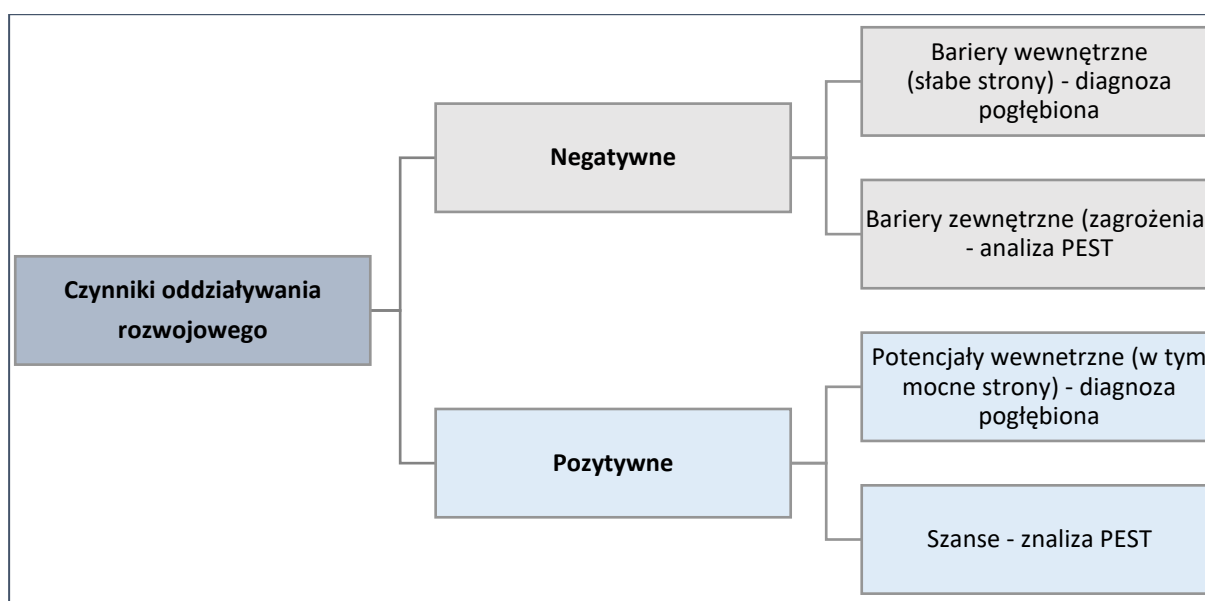 Bariery wewnętrzne
(słabe strony) - diagnoza
pogłębiona
Negatywne
Bariery zewnętrzne (zagrożenia
- analiza PEST
Czynniki oddziaływania
rozwojowego
Potencjały wewnetrzne (w tym
mocne strony) - diagnoza
pogłębiona
Pozytywne
Szanse - znaliza PEST